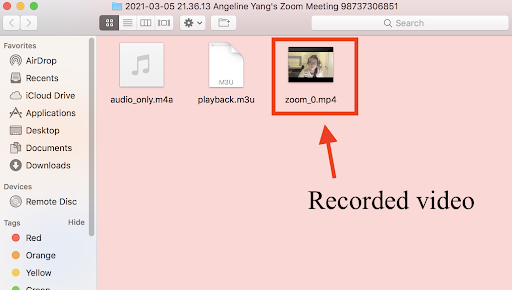 2021-03-05 21.36.13 Angeline Yang's Zoom Meeting 98737306851
Search
Favorites
AirDrop
Recents
iCloud Drive
Applications
Desktop
Documents
Downloads
Devices
Remote Disc
Tags
Red
Orange
Yellow
Green
M3U
audio_only.m4a
playback.m3u
zoom_0.mp4
Recorded video